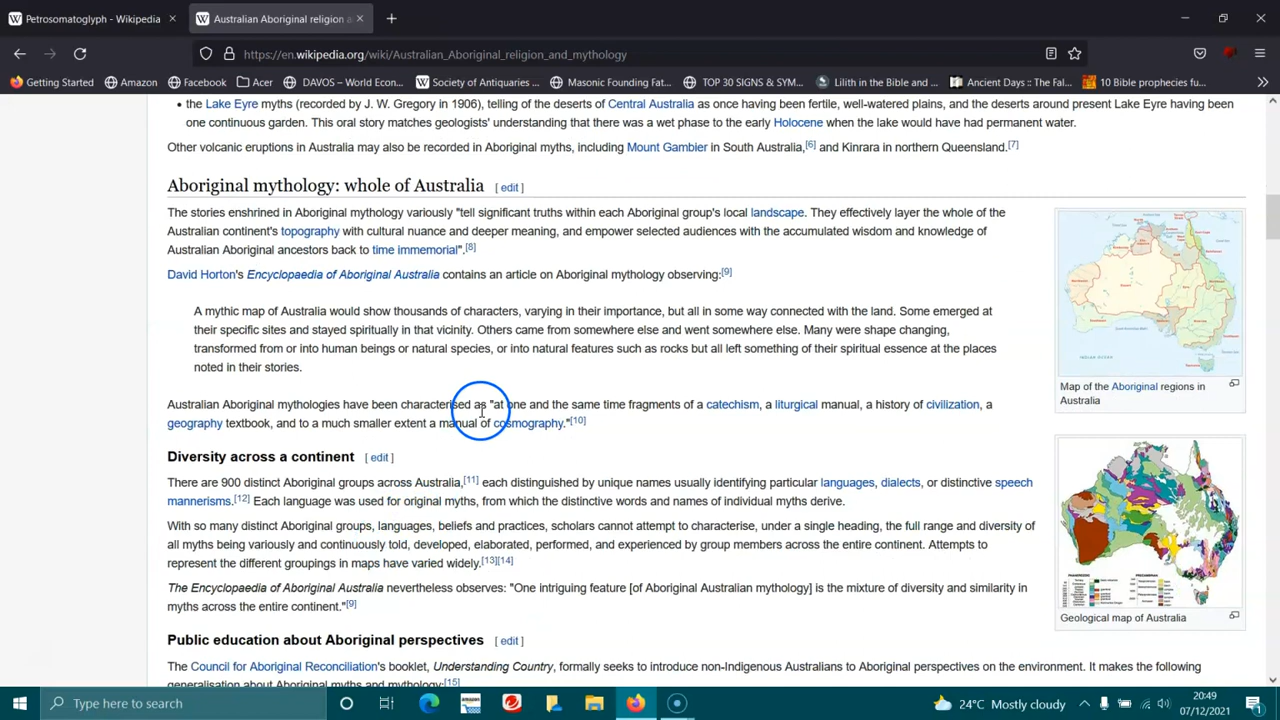 Petrosomatoglyph - Wikipedia
Australian Aboriginal religion a
https://en.wikipedia.org/wiki/Australian_Aboriginal_religion_and_mythology
Getting Started Amazon Facebook Acer DAVOS – World Econ... Society of Antiquaries ... Masonic Founding Fat... TOP 30 SIGNS & SYM... Lilith in the Bible and ... Ancient Days :: The Fal... 10 Bible prophecies fu...
• the Lake Eyre myths (recorded by J. W. Gregory in 1906), telling of the deserts of Central Australia as once having been fertile, well-watered plains, and the deserts around present Lake Eyre having been
one continuous garden. This oral story matches geologists' understanding that there was a wet phase to the early Holocene when the lake would have had permanent water.
Other volcanic eruptions in Australia may also be recorded in Aboriginal myths, including Mount Gambier in South Australia,[6] and Kinrara in northern Queensland.[7]
Aboriginal mythology: whole of Australia [ edit ]
The stories enshrined in Aboriginal mythology variously "tell significant truths within each Aboriginal group's local landscape. They effectively layer the whole of the
Australian continent's topography with cultural nuance and deeper meaning, and empower selected audiences with the accumulated wisdom and knowledge of
Australian Aboriginal ancestors back to time immemorial".[8]
David Horton's Encyclopaedia of Aboriginal Australia contains an article on Aboriginal mythology observing:[9]
A mythic map of Australia would show thousands of characters, varying in their importance, but all in some way connected with the land. Some emerged at
their specific sites and stayed spiritually in that vicinity. Others came from somewhere else and went somewhere else. Many were shape changing,
transformed from or into human beings or natural species, or into natural features such as rocks but all left something of their spiritual essence at the places
noted in their stories.
Australian Aboriginal mythologies have been characterised as "at one and the same time fragments of a catechism, a liturgical manual, a history of civilization, a
geography textbook, and to a much smaller extent a manual of cosmography."[10]
Diversity across a continent [ edit ]
There are 900 distinct Aboriginal groups across Australia,[11] each distinguished by unique names usually identifying particular languages, dialects, or distinctive speech
mannerisms.[12] Each language was used for original myths, from which the distinctive words and names of individual myths derive.
With so many distinct Aboriginal groups, languages, beliefs and practices, scholars cannot attempt to characterise, under a single heading, the full range and diversity of
all myths being variously and continuously told, developed, elaborated, performed, and experienced by group members across the entire continent. Attempts to
represent the different groupings in maps have varied widely.[13][14]
The Encyclopaedia of Aboriginal Australia nevertheless observes: "One intriguing feature [of Aboriginal Australian mythology] is the mixture of diversity and similarity in
myths across the entire continent."[9]
Public education about Aboriginal perspectives [ edit ]
The Council for Aboriginal Reconciliation's booklet, Understanding Country, formally seeks to introduce non-Indigenous Australians to Aboriginal perspectives on the environment. It makes the following
generalisation about Aboriginal myths and mythology:[15]
INDIAN OCEAN
Map of the Aboriginal regions in
Australia
Geological map of Australia
Type here to search
24°C Mostly cloudy
20:49
07/12/2021
1